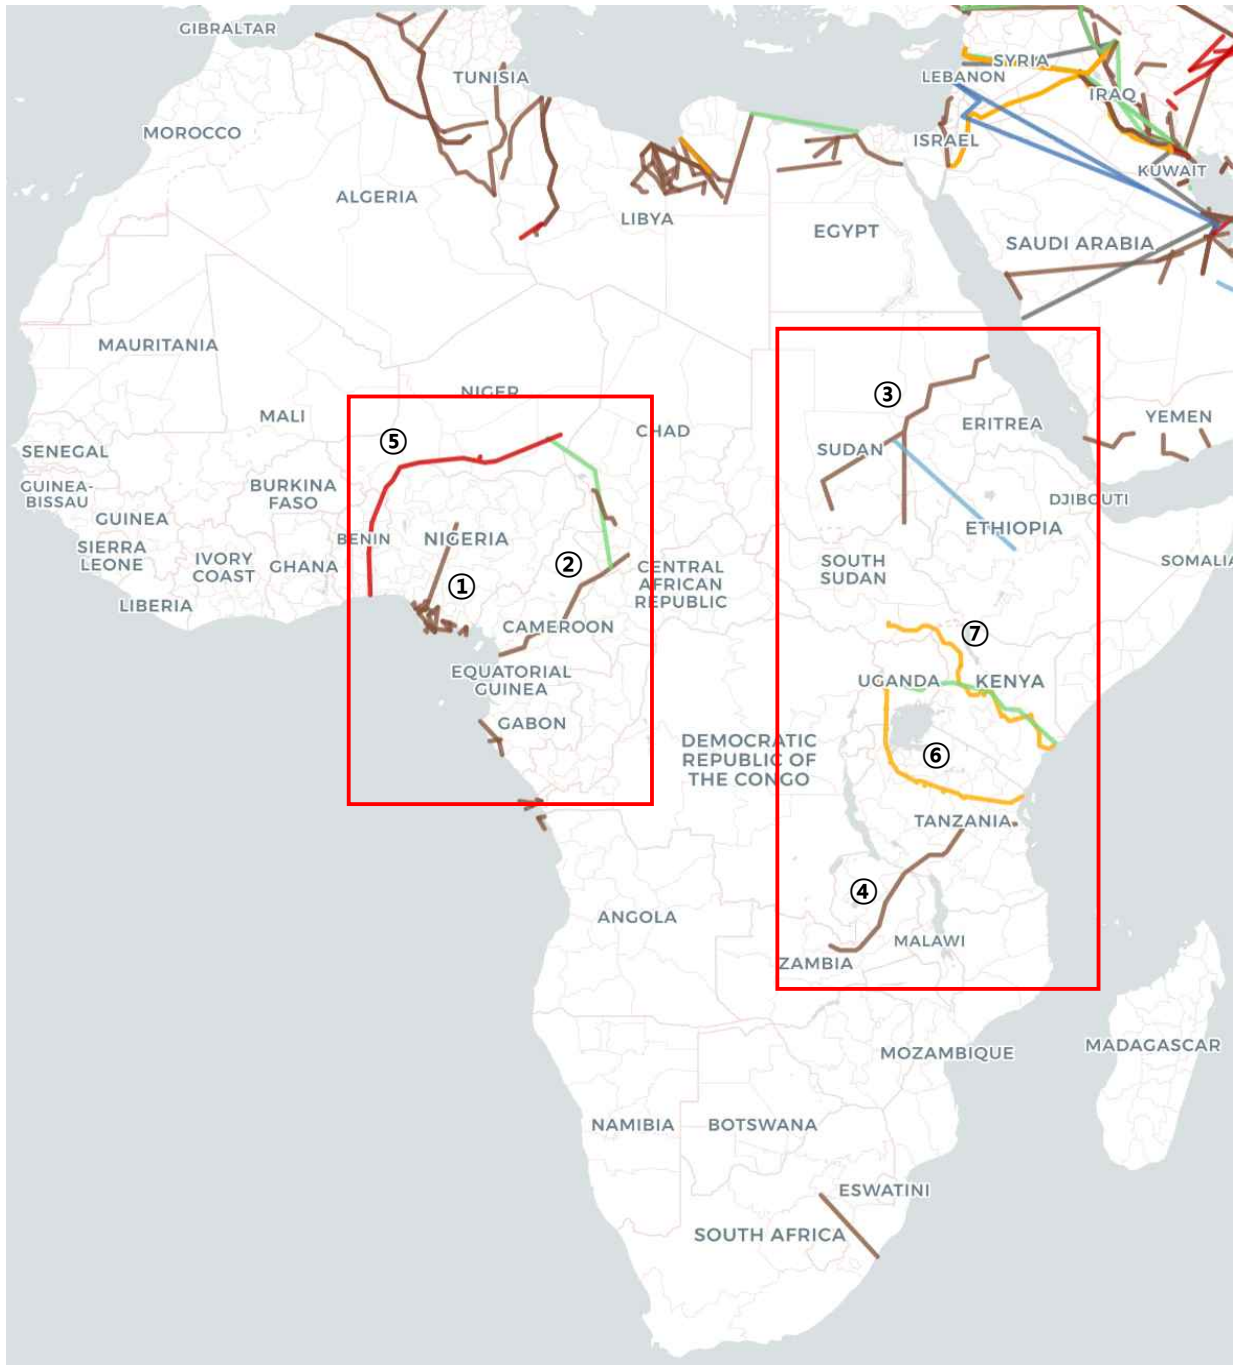 GIBRALTAR
TUNISIA
SYRIA
LEBANON
IRAQ
MOROCCO
ISRAEL
KUWAIT
ALGERIA
LIBYA
EGYPT
SAUDI ARABIA
MAURITANIA
NIGER
③
MALI
CHAD
ERITREA
YEMEN
⑤
SENEGAL
SUDAN
GUINEA-
BISSAU
BURKINA
FASO
DJIBOUTI
GUINEA
ETHIOPIA
BENIN
NIGERIA
SIERRA
LEONE
IVORY
COAST
GHANA
②
CENTRAL
AFRICAN
REPUBLIC
SOUTH
SUDAN
SOMALIA
①
LIBERIA
CAMEROON
⑦
EQUATORIAL
GUINEA
UGANDA
KENYA
GABON
DEMOCRATIC
REPUBLIC OF
THE CONGO
⑥
TANZANIA
④
ANGOLA
MALAWI
ZAMBIA
MOZAMBIQUE
MADAGASCAR
NAMIBIA
BOTSWANA
ESWATINI
SOUTH AFRICA